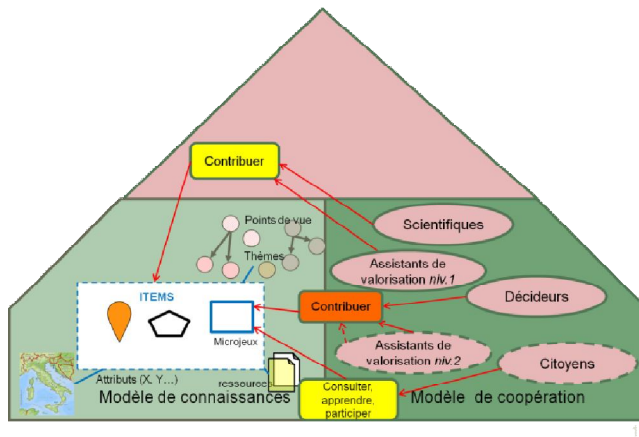 Contribuer
Scientifiques
Points de vue
Thèmes
Assistants de
valorisation niv.1
ITEMS
Contribuer
Décideurs
Microjeux
Assistants de
valorisation niv.2
Citoyens
Attributs (X. Y…)
ressources
Consulter,
apprendre,
participer
Modèle de connaissances
Modèle de coopération
1